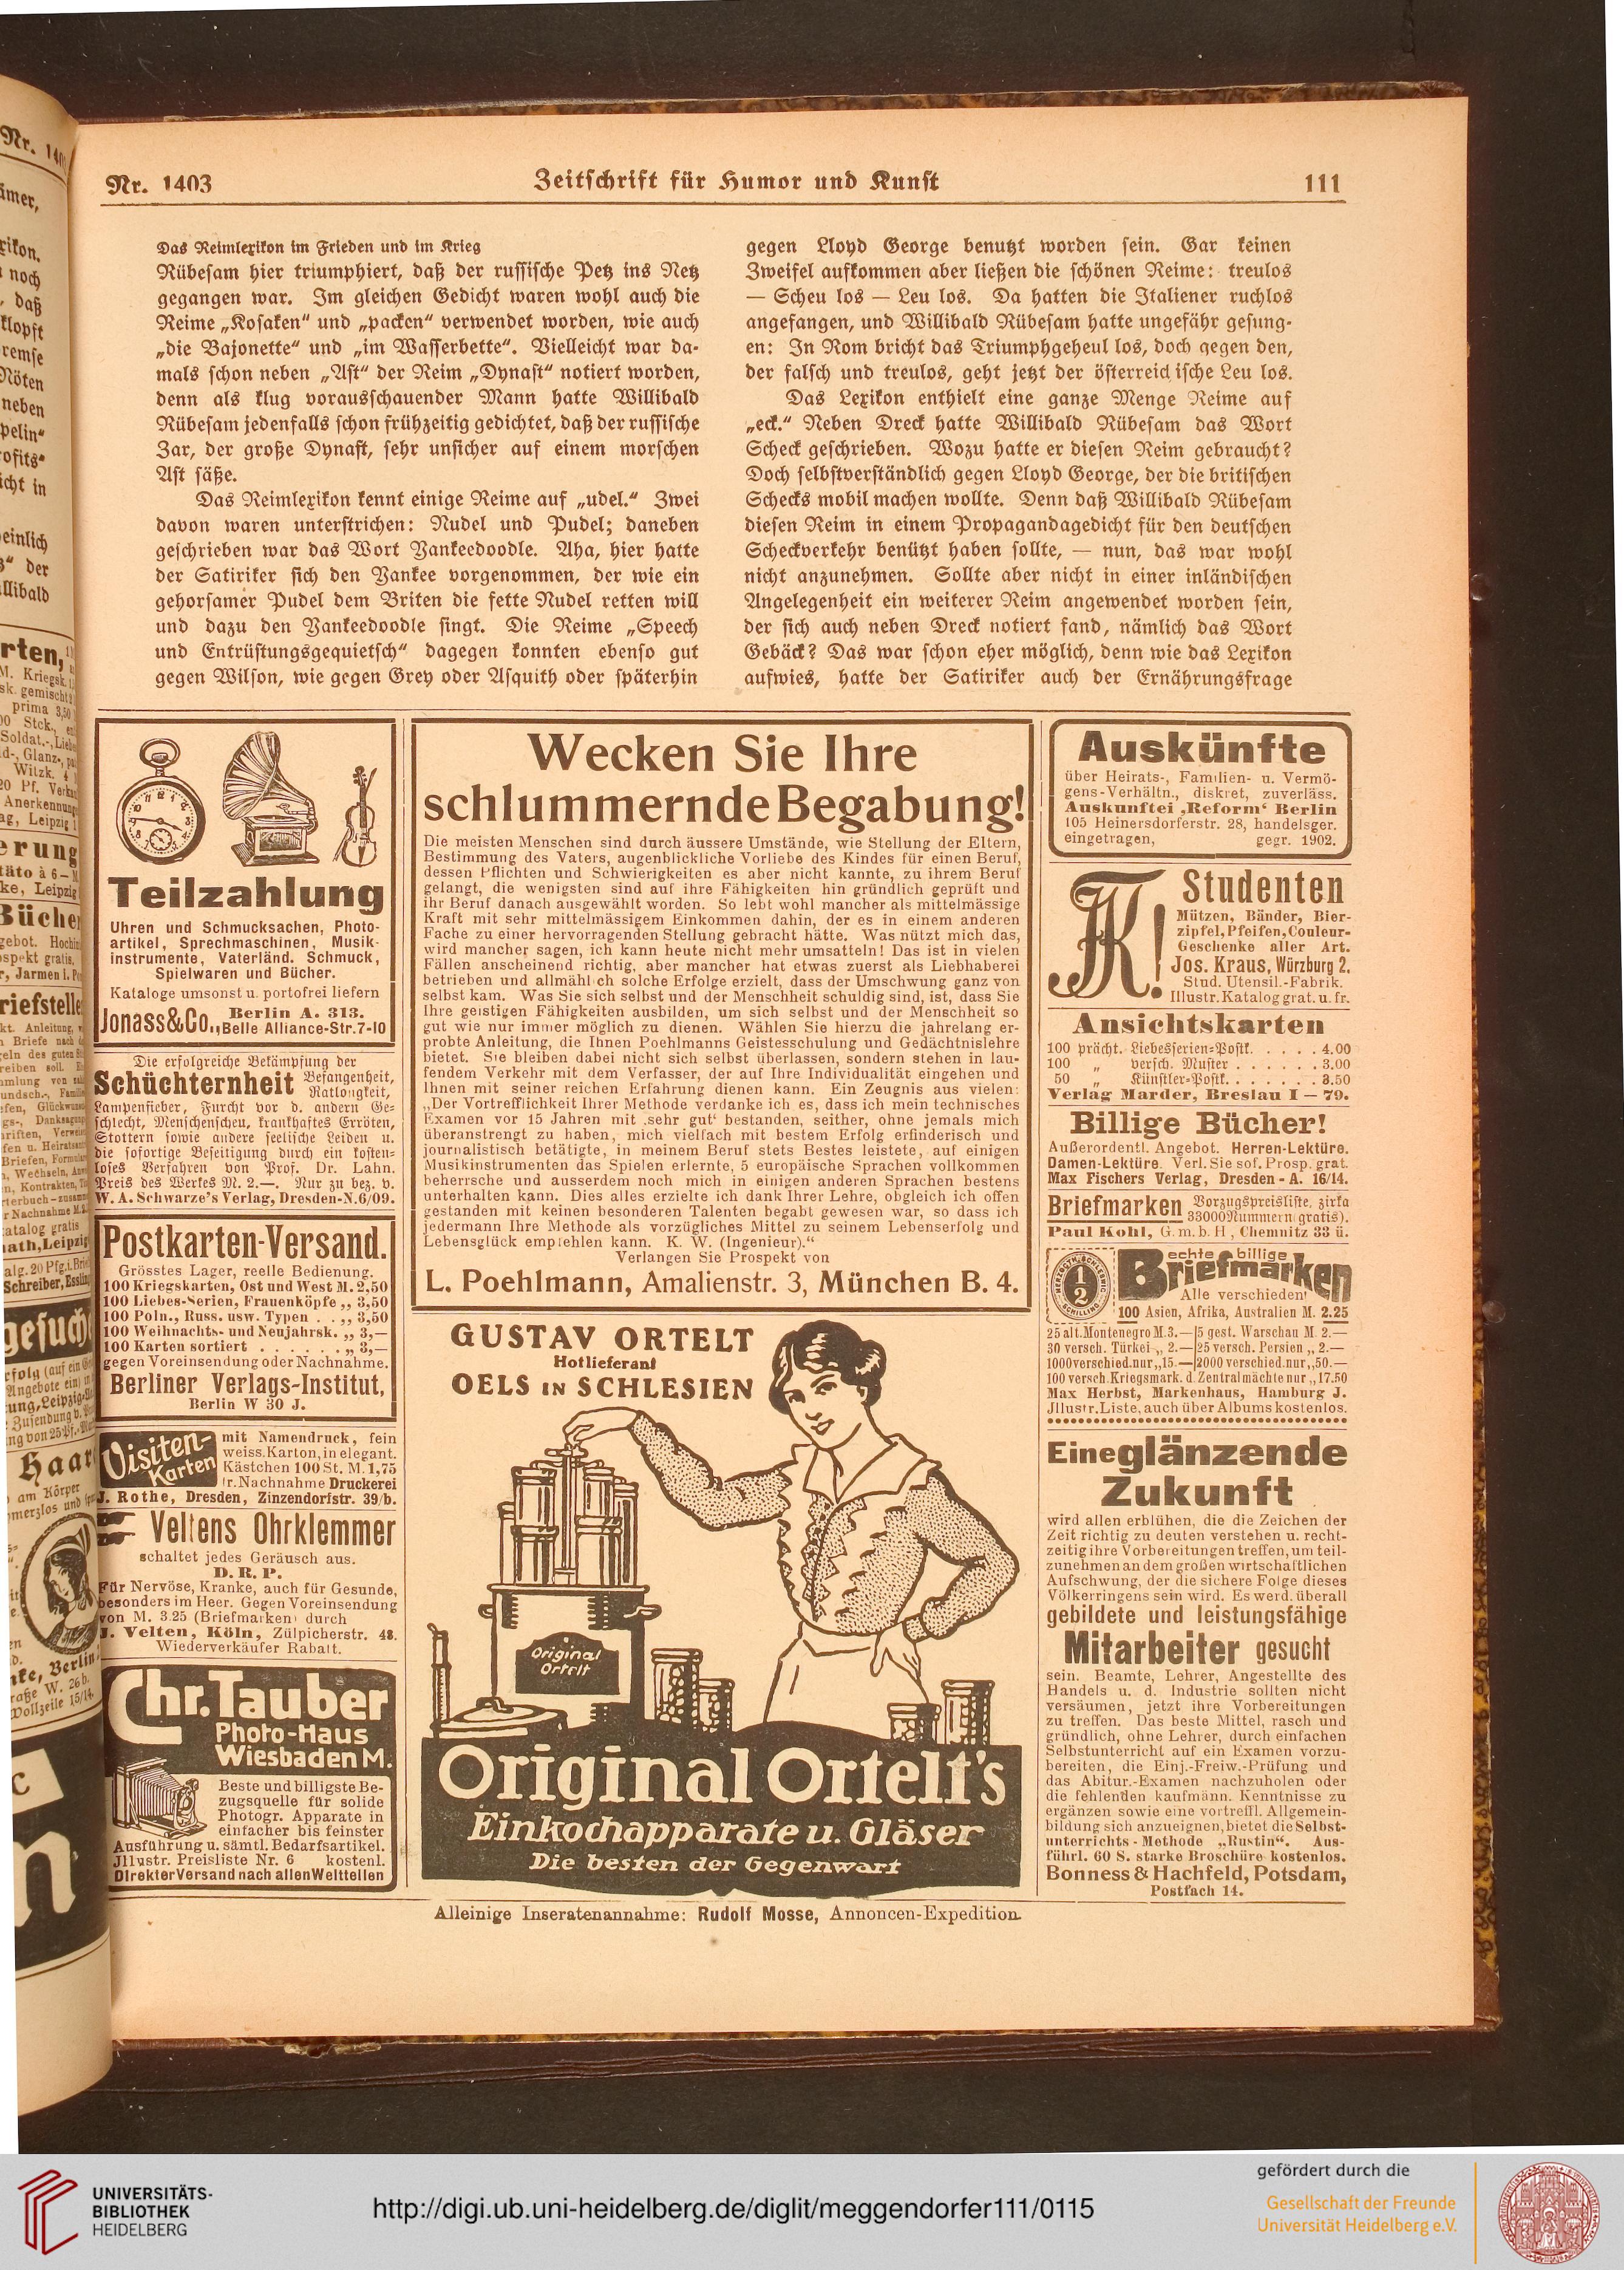 Nr. 1403
Zeitschrift für Humor und Kunst
111
Das Reimlexikon im Frieden und im Krieg
Rübesam hier triumphiert, daß der russische Petz ins Netz
gegangen war. Im gleichen Gedicht waren wohl auch die
Reime „Kosaken“ und „packen“ verwendet worden, wie auch
„die Bajonette“ und „im Wasserbette“. Vielleicht war da-
mals schon neben „Ast“ der Reim „Dynast“ notiert worden,
denn als klug vorausschauender Mann hatte Willibald
Rübesam jedenfalls schon frühzeitig gedichtet, daß der russische
Zar, der große Dynast, sehr unsicher auf einem morschen
Ast säße.
Das Reimlexikon kennt einige Reime auf „udel.“ Zwei
davon waren unterstrichen: Nudel und Pudel; daneben
geschrieben war das Wort Yankeedoodle. Aha, hier hatte
der Satiriker sich den Yankee vorgenommen, der wie ein
gehorsamer Pudel dem Briten die fette Nudel retten will
und dazu den Yankeedoodle singt. Die Reime „Speech
und Entrüstungsgequietsch“ dagegen konnten ebenso gut
gegen Wilson, wie gegen Grey oder Asquith oder späterhin
gegen Lloyd George benutzt worden sein. Gar keinen
Zweifel aufkommen aber ließen die schönen Reime: treulos
— Scheu los — Leu los. Da hatten die Italiener ruchlos
angefangen, und Willibald Rübesam hatte ungefähr gesung-
en: In Rom bricht das Triumphgeheul los, doch gegen den,
der falsch und treulos, geht jetzt der österreichische Leu los.
Das Lexikon enthielt eine ganze Menge Reime auf
„eck.“ Neben Dreck hatte Willibald Rübesam das Wort
Scheck geschrieben. Wozu hatte er diesen Reim gebraucht?
Doch selbstverständlich gegen Lloyd George, der die britischen
Schecks mobil machen wollte. Denn daß Willibald Rübesam
diesen Reim in einem Propagandagedicht für den deutschen
Scheckverkehr benützt haben sollte, — nun, das war wohl
nicht anzunehmen. Sollte aber nicht in einer inländischen
Angelegenheit ein weiterer Reim angewendet worden sein,
der sich auch neben Dreck notiert fand, nämlich das Wort
Gebäck? Das war schon eher möglich, denn wie das Lexikon
aufwies, hatte der Satiriker auch der Ernährungsfrage
Teilzahlung
Uhren und Schmucksachen, Photo-
artikel, Sprechmaschinen, Musik-
instrumente, Vaterländ. Schmuck,
Spielwaren und Bücher.
Kataloge umsonst u. portofrei liefern
Jonass & Co., Berlin A. 313.
Belle Alliance-Str. 7-10
Die erfolgreiche Bekämpfung der
Schüchternheit Befangenheit,
Ratlosigkeit,
Lampenfieber, Furcht vor d. andern Ge-
schlecht, Menschenscheu, krankhaftes Erröten,
Stottern sowie andere seelische Leiden u.
die sofortige Beseitigung durch ein kosten-
loses Verfahren von Prof. Dr. Lahn.
Preis des Werkes M. 2.—. Nur zu bez. v.
W. A. Schwarze's Verlag, Dresden-N. 6/09.
Postkarten-Versand.
Grösstes Lager, reelle Bedienung.
100 Kriegskarten, Ost und West M. 2,50
100 Liebes-Serien, Frauenköpfe „ 3,50
100 Poln., Russ. usw. Typen . . „ 3,50
100 Weihnachts- und Neujahrsk. „ 3,—
100 Karten sortiert . . . . . . „ 3,—
gegen Voreinsendung oder Nachnahme.
Berliner Verlags-Institut,
Berlin W 30 J.
Visiten-Karten
mit Namendruck, fein
weiss. Karton, in elegant.
Kästchen 100 St. M. 1,75
fr. Nachnahme Druckerei
J. Rothe, Dresden, Zinzendorfstr. 39/b.
Veltens Ohrklemmer
schaltet jedes Geräusch aus.
D. R. P.
Für Nervöse, Kranke, auch für Gesunde,
besonders im Heer. Gegen Voreinsendung
von M. 3.25 (Briefmarken) durch
J. Velten, Köln, Zülpicherstr. 48.
Wiederverkäufer Rabatt.
Chr. Tauber
Photo-Haus
Wiesbaden M.
Beste und billigste Be-
zugsquelle für solide
Photogr. Apparate in
einfacher bis feinster
Ausführung u. sämtl. Bedarfsartikel.
Jllustr. Preisliste Nr. 6 kostenl.
Direkter Versand nach allen Weltteilen
Wecken Sie Ihre
schlummernde Begabung!
Die meisten Menschen sind durch äussere Umstände, wie Stellung der Eltern,
Bestimmung des Vaters, augenblickliche Vorliebe des Kindes für einen Beruf,
dessen Pflichten und Schwierigkeiten es aber nicht kannte, zu ihrem Beruf
gelangt, die wenigsten sind auf ihre Fähigkeiten hin gründlich geprüft und
ihr Beruf danach ausgewählt worden. So lebt wohl mancher als mittelmässige
Kraft mit sehr mittelmässigem Einkommen dahin, der es in einem anderen
Fache zu einer hervorragenden Stellung gebracht hätte. Was nützt mich das,
wird mancher sagen, ich kann heute nicht mehr umsatteln! Das ist in vielen
Fällen anscheinend richtig, aber mancher hat etwas zuerst als Liebhaberei
betrieben und allmählich solche Erfolge erzielt, dass der Umschwung ganz von
selbst kam. Was Sie sich selbst und der Menschheit schuldig sind, ist, dass Sie
Ihre geistigen Fähigkeiten ausbilden, um sich selbst und der Menschheit so
gut wie nur immer möglich zu dienen. Wählen Sie hierzu die jahrelang er-
probte Anleitung, die Ihnen Poehlmanns Geistesschulung und Gedächtnislehre
bietet. Sie bleiben dabei nicht sich selbst überlassen, sondern stehen in lau-
fendem Verkehr mit dem Verfasser, der auf Ihre Individualität eingehen und
Ihnen mit seiner reichen Erfahrung dienen kann. Ein Zeugnis aus vielen:
„Der Vortrefflichkeit Ihrer Methode verdanke ich es, dass ich mein technisches
Examen vor 15 Jahren mit ‚sehr gut‘ bestanden, seither, ohne jemals mich
überanstrengt zu haben, mich vielfach mit bestem Erfolg erfinderisch und
journalistisch betätigte, in meinem Beruf stets Bestes leistete, auf einigen
Musikinstrumenten das Spielen erlernte, 5 europäische Sprachen vollkommen
beherrsche und ausserdem noch mich in einigen anderen Sprachen bestens
unterhalten kann. Dies alles erzielte ich dank Ihrer Lehre, obgleich ich offen
gestanden mit keinen besonderen Talenten begabt gewesen war, so dass ich
jedermann Ihre Methode als vorzügliches Mittel zu seinem Lebenserfolg und
Lebensglück empfehlen kann. K. W. (Ingenieur).“
Verlangen Sie Prospekt von
L. Poehlmann, Amalienstr. 3, München B. 4.
GUSTAV ORTELT
Hoflieferant
OELS IN SCHLESIEN
Original
Ortelt
Original Ortelt's
Einkochapparate u. Gläser
Die besten der Gegenwart
Auskünfte
über Heirats-, Familien- u. Vermö-
gens-Verhältn., diskret, zuverläss.
Auskunftei ‚Reform‘ Berlin
105 Heinersdorferstr. 28, handelsger.
eingetragen, gegr. 1902.
Studenten
Mützen, Bänder, Bier-
zipfel, Pfeifen, Couleur-
Geschenke aller Art.
Jos. Kraus, Würzburg 2.
Stud. Utensil.-Fabrik.
Illustr. Katalog grat. u. fr.
Ansichtskarten
100 prächt. Liebesserien-Postk. . . . . . 4.00
100 „ versch. Muster . . . . . . 3.00
50 „ Künstler-Postk. . . . . . . 3.50
Verlag Marder, Breslau I — 79.
Billige Bücher!
Außerordentl. Angebot. Herren-Lektüre.
Damen-Lektüre. Verl. Sie sof. Prosp. grat.
Max Fischers Verlag, Dresden-A. 16/14.
Briefmarken Vorzugspreisliste, zirka
33000 Nummern gratis).
Paul Kohl, G. m. b. H., Chemnitz 33 ü.
echte billige
Briefmarken
Alle verschieden!
100 Asien, Afrika, Australien M. 2.25
25 alt. Montenegro M. 3.— 5 gest. Warschau M. 2.—
30 versch. Türkei „ 2.— 25 versch. Persien „ 2.—
1000 verschied. nur „ 15.— 2000 verschied. nur „ 50.—
100 versch. Kriegsmark. d. Zentralmächte nur „ 17.50
Max Herbst, Markenhaus, Hamburg J.
Jllustr. Liste, auch über Albums kostenlos.
Eine glänzende
Zukunft
wird allen erblühen, die die Zeichen der
Zeit richtig zu deuten verstehen u. recht-
zeitig ihre Vorbereitungen treffen, um teil-
zunehmen an dem großen wirtschaftlichen
Aufschwung, der die sichere Folge dieses
Völkerringens sein wird. Es werd. überall
gebildete und leistungsfähige
Mitarbeiter gesucht
sein. Beamte, Lehrer, Angestellte des
Handels u. d. Industrie sollten nicht
versäumen, jetzt ihre Vorbereitungen
zu treffen. Das beste Mittel, rasch und
gründlich, ohne Lehrer, durch einfachen
Selbstunterricht auf ein Examen vorzu-
bereiten, die Einj.-Freiw.-Prüfung und
das Abitur.-Examen nachzuholen oder
die fehlenden kaufmänn. Kenntnisse zu
ergänzen sowie eine vortreffl. Allgemein-
bildung sich anzueignen, bietet die Selbst-
unterrichts-Methode „Rustin“. Aus-
führl. 60 S. starke Broschüre kostenlos.
Bonness & Hachfeld, Potsdam,
Postfach 14.
Alleinige Inseratenannahme: Rudolf Mosse, Annoncen-Expedition.
UNIVERSITÄTS-
BIBLIOTHEK
HEIDELBERG
http://digi.ub.uni-heidelberg.de/diglit/meggendorfer111/0115
gefördert durch die
Gesellschaft der Freunde
Universität Heidelberg e.V.